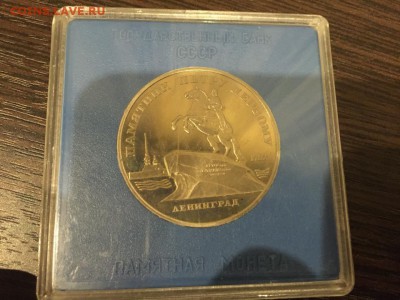 ГОСУДАРСТВЕННЫЙ БАНК
СССР
ПАМЯТНИК ПЕТРУ ПЕРВОМУ
ЛЕНИНГРАД
ПАМЯТНАЯ МОНЕТА